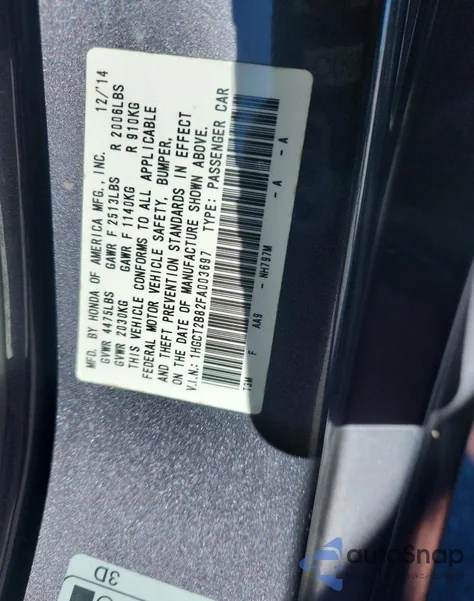 MFD. BY HONDA OF AMERICA MFG., INC. 12/'14
GVWR 4475LBS GAWR F 2513LBS R 2006LBS
GVWR 2030KG GAWR F 1140KG R 910KG
THIS VEHICLE CONFORMS TO ALL APPLICABLE
FEDERAL MOTOR VEHICLE SAFETY, BUMPER,
AND THEFT PREVENTION STANDARDS IN EFFECT
ON THE DATE OF MANUFACTURE SHOWN ABOVE.
V.I.N.: 1HGCT2B82FA003697 TYPE: PASSENGER CAR
T3M F AA9 - NH797M - A - A
3D
autoSnap